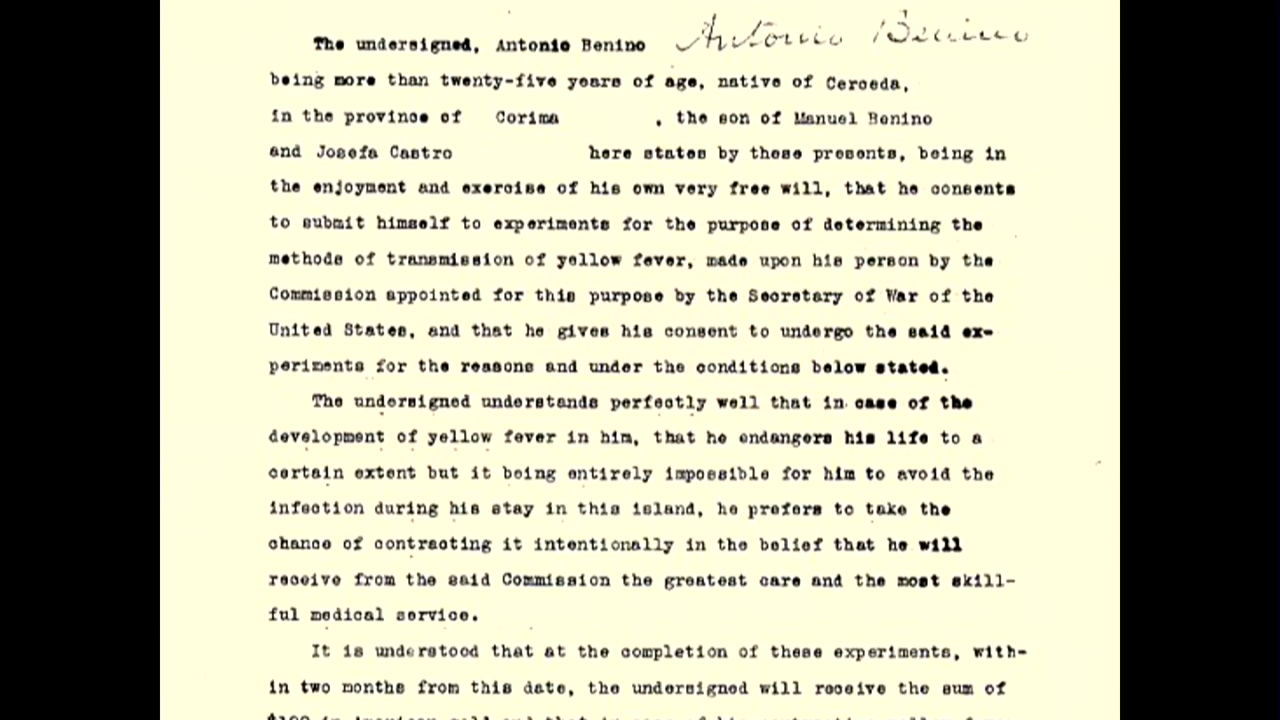 The undersigned, Antonio Benino Antonio Benino
being more than twenty-five years of age, native of Cerceda,
in the province of Corima , the son of Manuel Benino
and Josefa Castro here states by these presents, being in
the enjoyment and exercise of his own very free will, that he consents
to submit himself to experiments for the purpose of determining the
methods of transmission of yellow fever, made upon his person by the
Commission appointed for this purpose by the Secretary of War of the
United States, and that he gives his consent to undergo the said ex-
periments for the reasons and under the conditions below stated.
The undersigned understands perfectly well that in case of the
development of yellow fever in him, that he endangers his life to a
certain extent but it being entirely impossible for him to avoid the
infection during his stay in this island, he prefers to take the
chance of contracting it intentionally in the belief that he will
receive from the said Commission the greatest care and the most skill-
ful medical service.
It is understood that at the completion of these experiments, with-
in two months from this date, the undersigned will receive the sum of